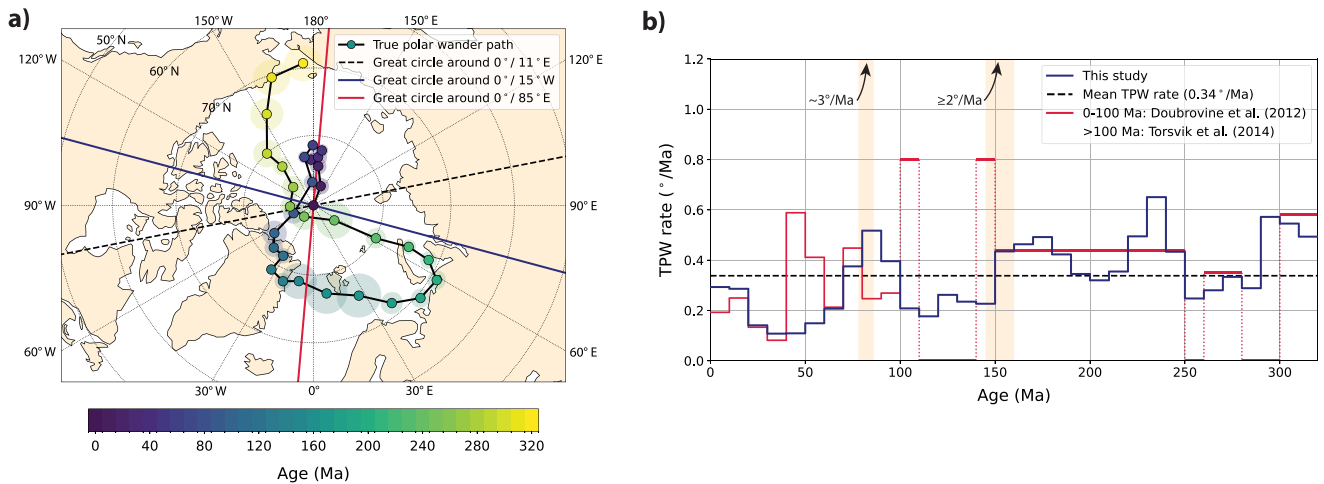 a)
150° W
180°
150° E
50° N
120° W
60° N
70° N
120° E
True polar wander path
Great circle around 0°/ 11°E
Great circle around 0°/ 15°W
Great circle around 0°/ 85°E
90° W
90° E
60° W
60° E
30° W
0°
30° E
0
40
80
120
160
200
240
280
320
Age (Ma)
b)
1.2
1.0
0.8
0.6
0.4
0.2
0.0
TPW rate (°/Ma)
~3°/Ma
≥2°/Ma
This study
Mean TPW rate (0.34°/Ma)
0-100 Ma: Doubrovine et al. (2012)
>100 Ma: Torsvik et al. (2014)
0
50
100
150
200
250
300
Age (Ma)